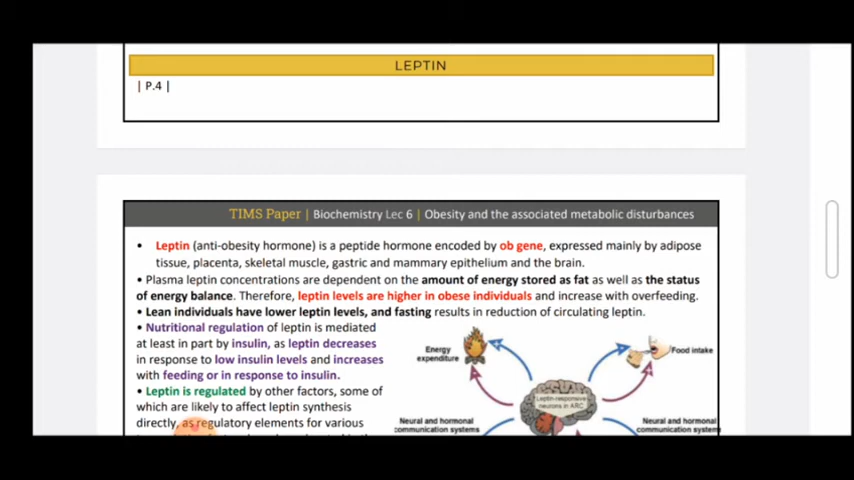 LEPTIN
| P.4 |
TIMS Paper | Biochemistry Lec 6 | Obesity and the associated metabolic disturbances
• Leptin (anti-obesity hormone) is a peptide hormone encoded by ob gene, expressed mainly by adipose
tissue, placenta, skeletal muscle, gastric and mammary epithelium and the brain.
• Plasma leptin concentrations are dependent on the amount of energy stored as fat as well as the status
of energy balance. Therefore, leptin levels are higher in obese individuals and increase with overfeeding.
• Lean individuals have lower leptin levels, and fasting results in reduction of circulating leptin.
• Nutritional regulation of leptin is mediated
at least in part by insulin, as leptin decreases
in response to low insulin levels and increases
with feeding or in response to insulin.
• Leptin is regulated by other factors, some of
which are likely to affect leptin synthesis
directly, as regulatory elements for various
Energy
expenditure
Food intake
Leptin-responsive
neurons in ARC
Neural and hormonal
communication systems
Neural and hormonal
communication systems